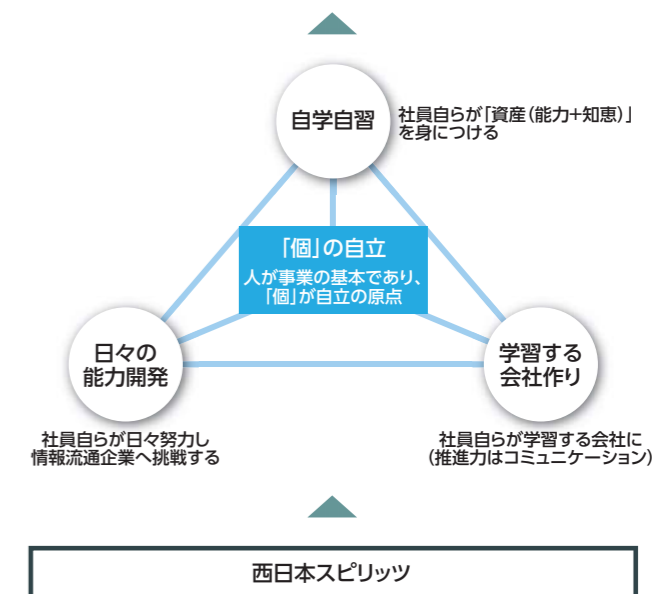 自学自習
社員自らが「資産(能力+知恵)」
を身につける
「個」の自立
人が事業の基本であり、
「個」が自立の原点
日々の
能力開発
社員自らが日々努力し
情報流通企業へ挑戦する
学習する
会社作り
社員自らが学習する会社に
(推進力はコミュニケーション)
西日本スピリッツ